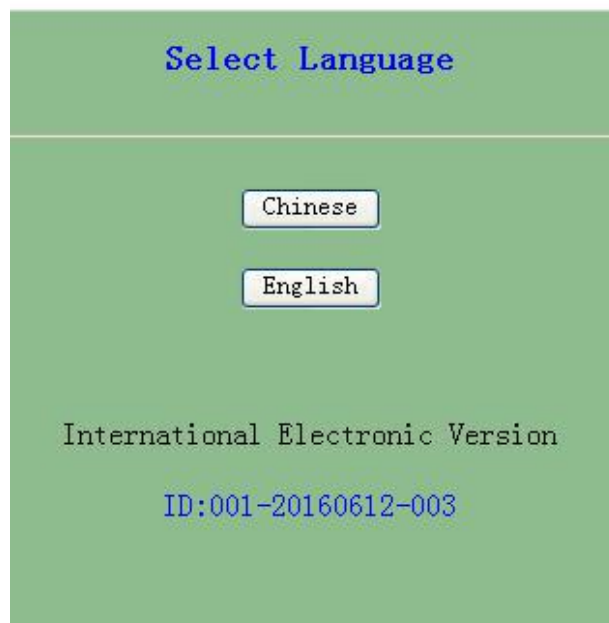 Select Language
Chinese
English
International Electronic Version
ID:001-20160612-003